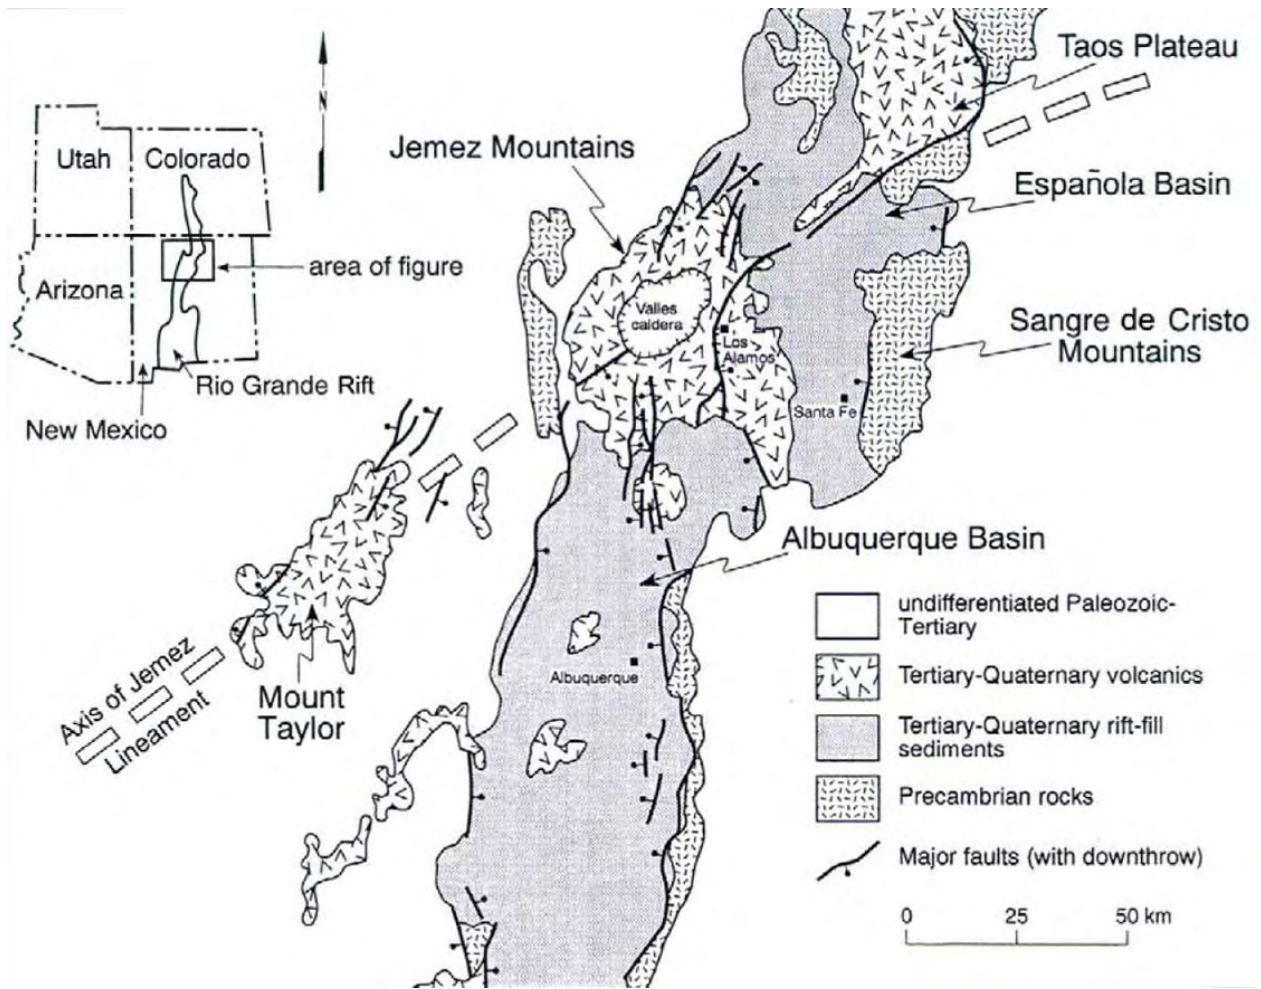 Taos Plateau
N
Jemez Mountains
Utah
Colorado
Española Basin
area of figure
Arizona
Valles
caldera
Los
Alamos
Sangre de Cristo
Mountains
Rio Grande Rift
New Mexico
Santa Fe
Albuquerque Basin
undifferentiated Paleozoic-
Tertiary
Axis of Jemez
Lineament
Mount
Taylor
Albuquerque
Tertiary-Quaternary volcanics
Tertiary-Quaternary rift-fill
sediments
Precambrian rocks
Major faults (with downthrow)
0 25 50 km